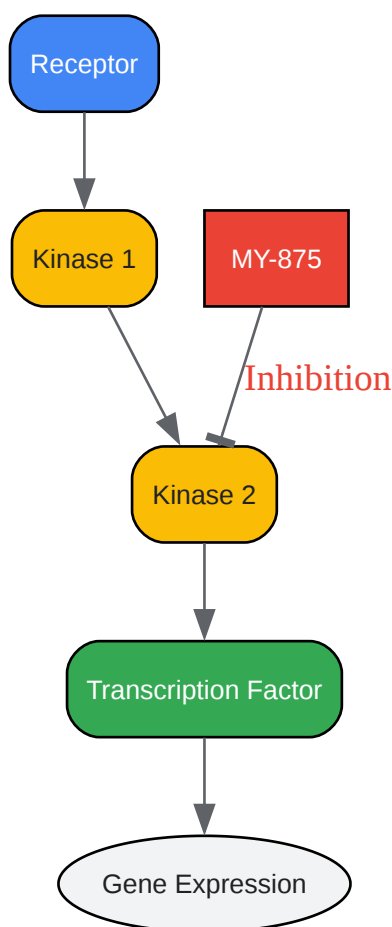 Receptor
Kinase 1
MY-875
Inhibition
Kinase 2
Transcription Factor
Gene Expression